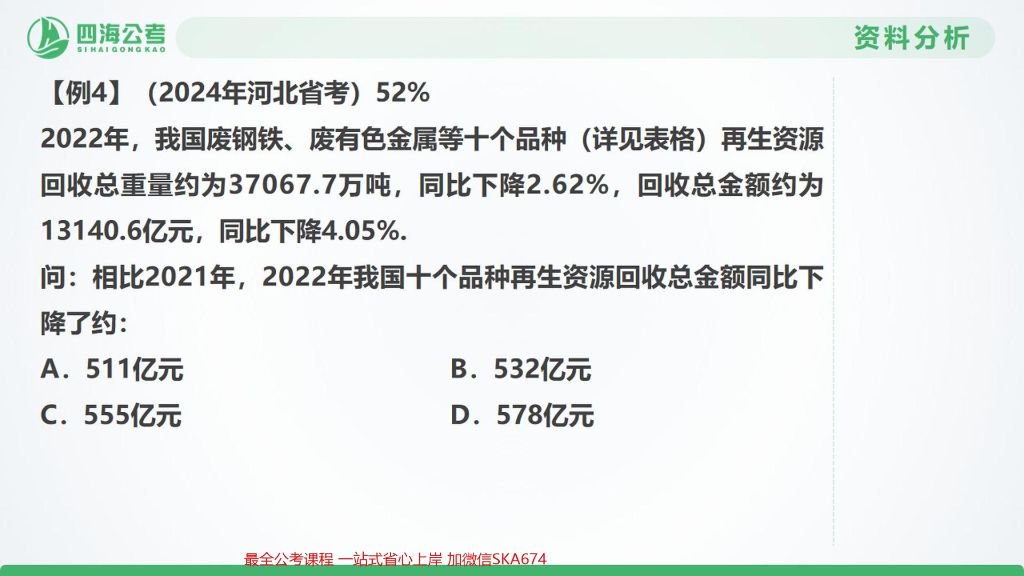 四海公考
SIHAIGONGKAO
资料分析
【例4】（2024年河北省考）52%
2022年，我国废钢铁、废有色金属等十个品种（详见表格）再生资源
回收总重量约为37067.7万吨，同比下降2.62%，回收总金额约为
13140.6亿元，同比下降4.05%.
问：相比2021年，2022年我国十个品种再生资源回收总金额同比下
降了约：
A．511亿元 B．532亿元
C．555亿元 D．578亿元
最全公考课程 一站式省心上岸 加微信SKA674